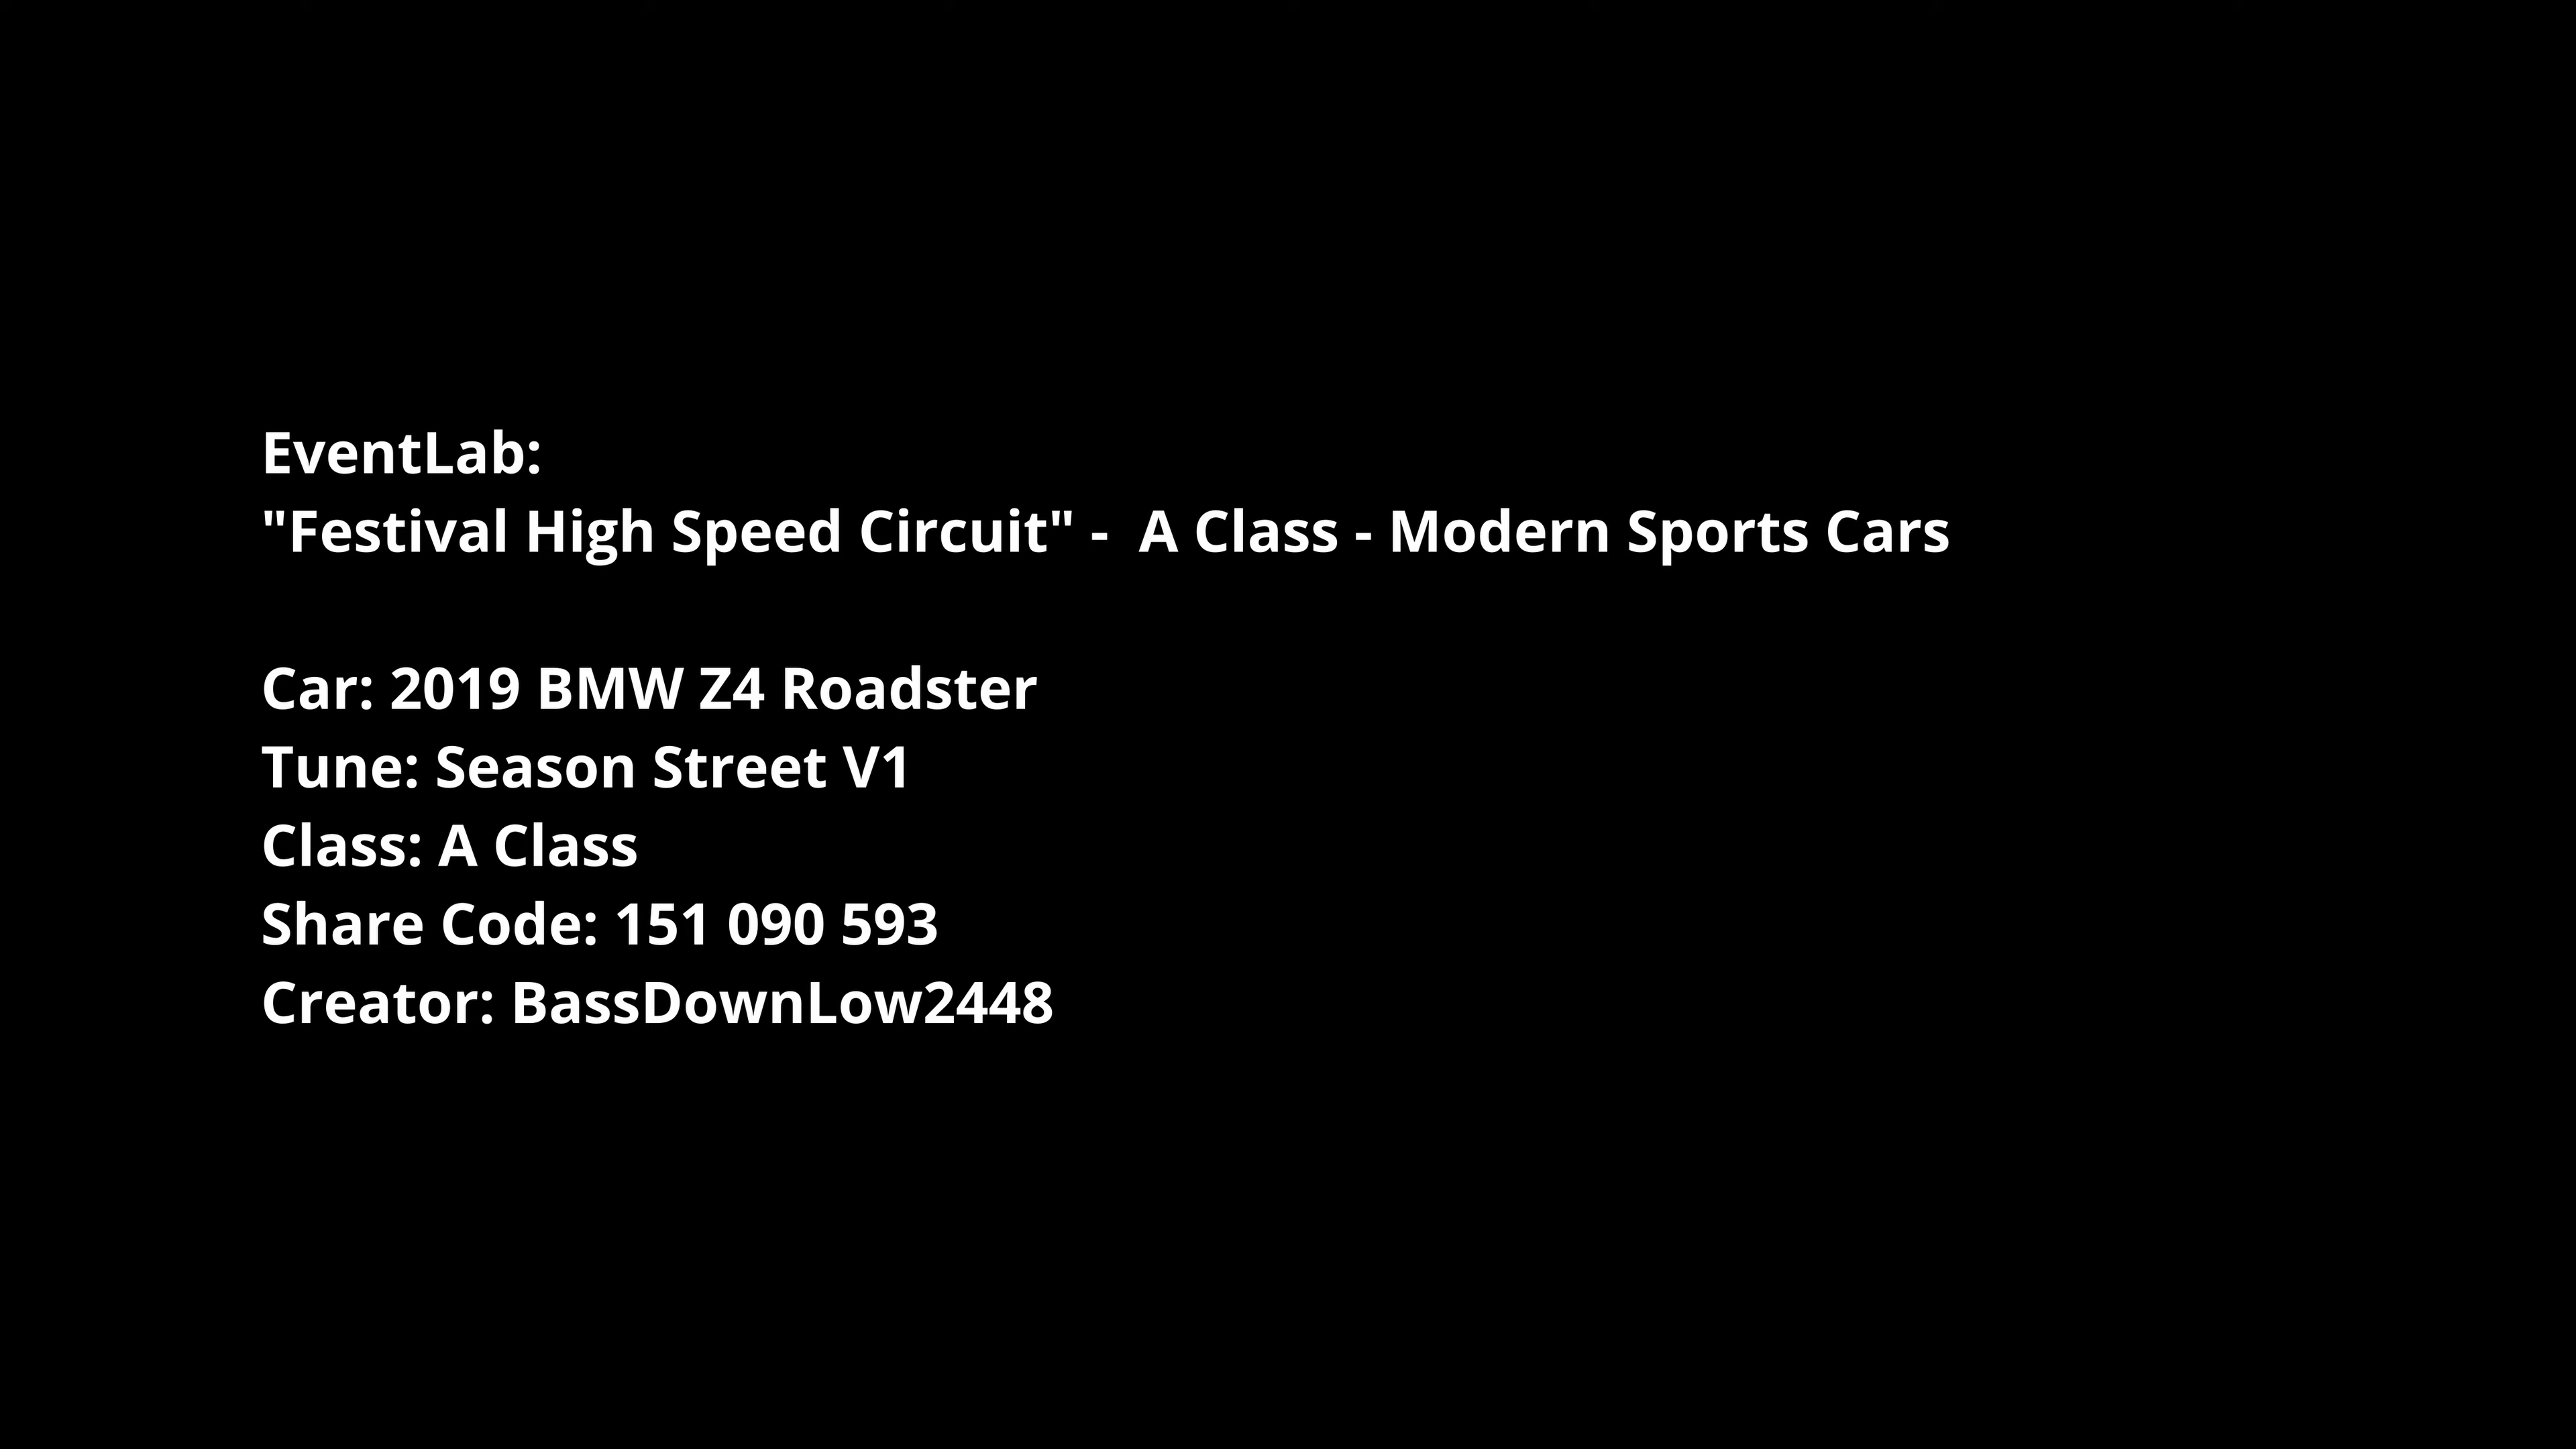 EventLab:
"Festival High Speed Circuit" -  A Class - Modern Sports Cars
Car: 2019 BMW Z4 Roadster
Tune: Season Street V1
Class: A Class
Share Code: 151 090 593
Creator: BassDownLow2448